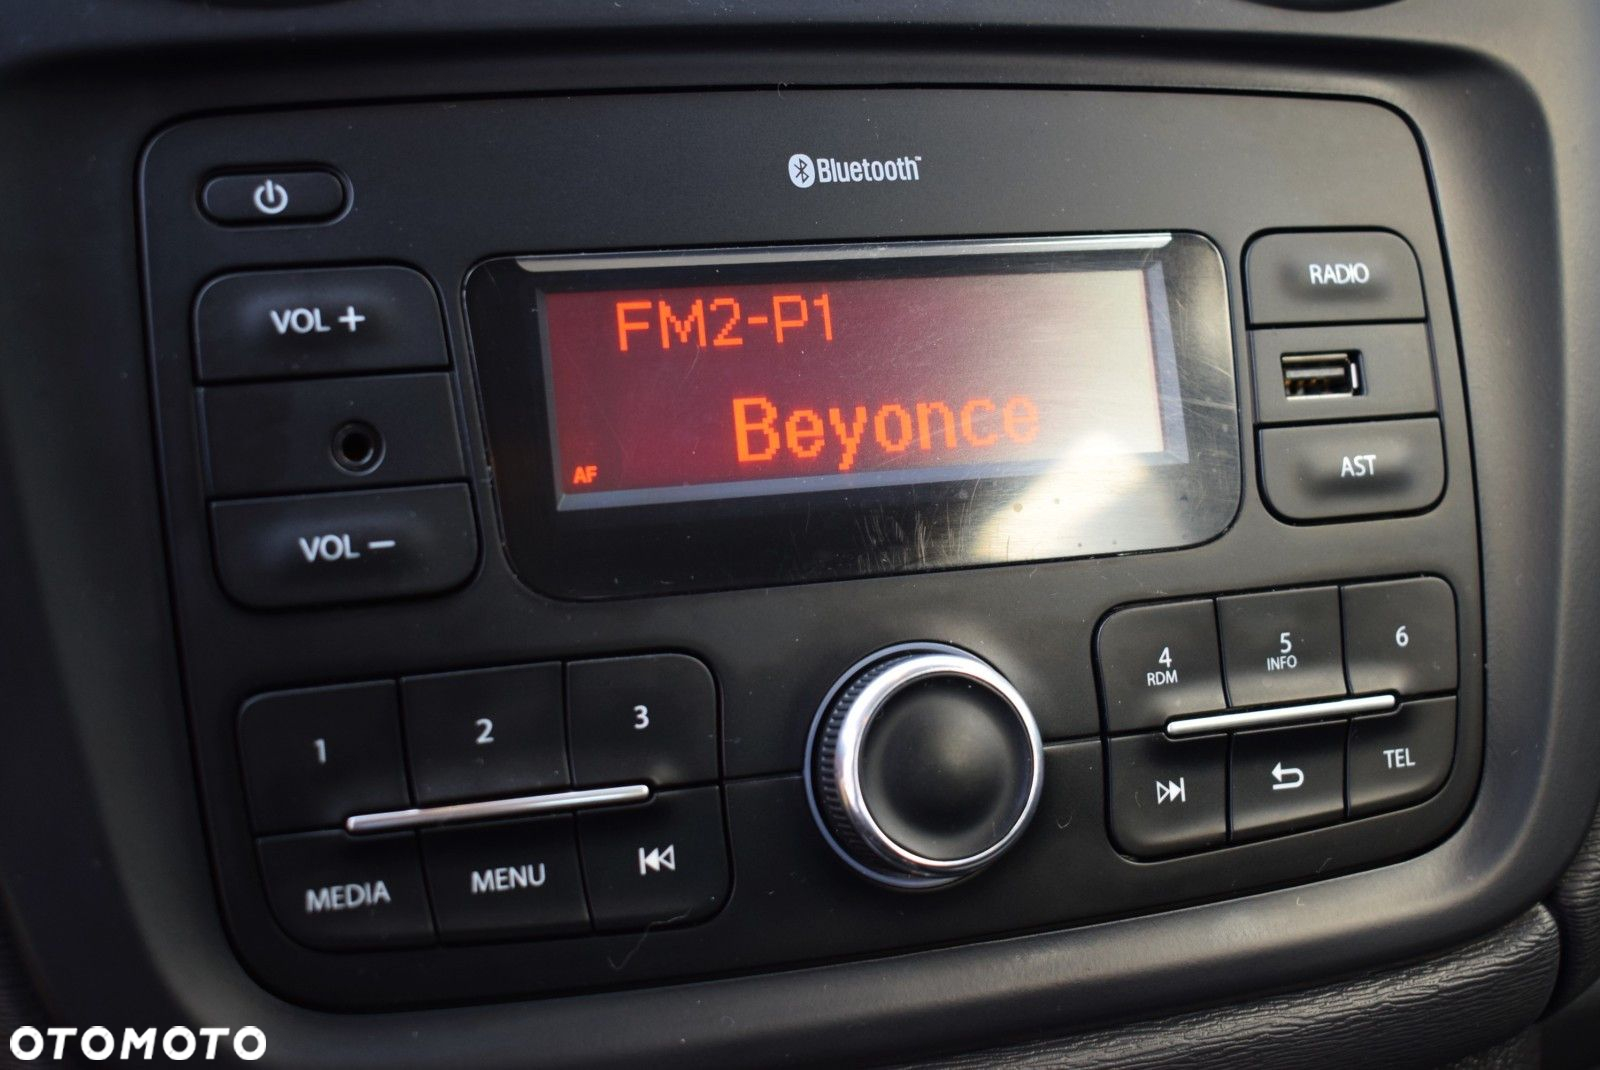 Bluetooth™
VOL +
FM2-P1
Beyonce
AF
RADIO
AST
VOL −
1
2
3
MEDIA
MENU
4
RDM
5
INFO
6
TEL
OTOMOTO